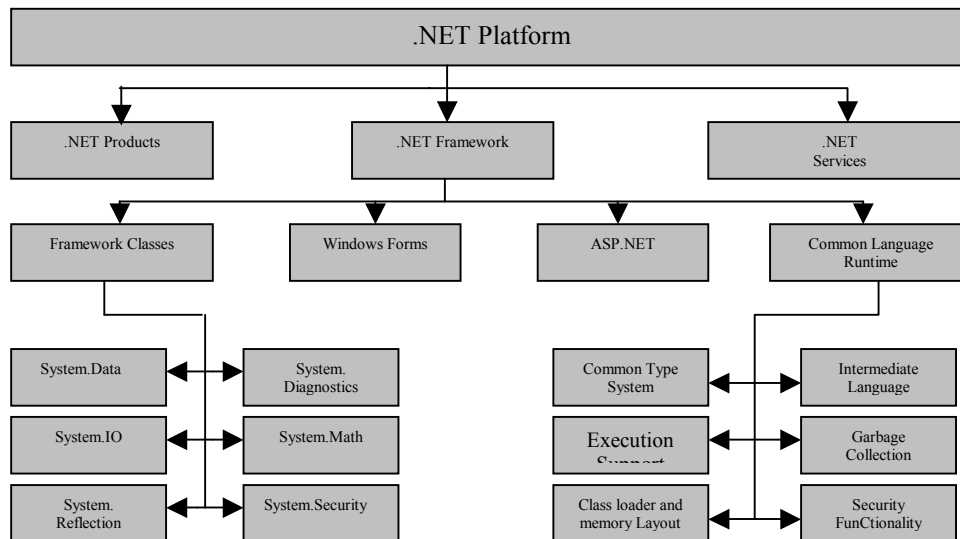 .NET Platform
.NET Products
.NET Framework
.NET
Services
Framework Classes
Windows Forms
ASP.NET
Common Language
Runtime
System.Data
System.
Diagnostics
Common Type
System
Intermediate
Language
System.IO
System.Math
Execution
Support
Garbage
Collection
System.
Reflection
System.Security
Class loader and
memory Layout
Security
FunCtionality